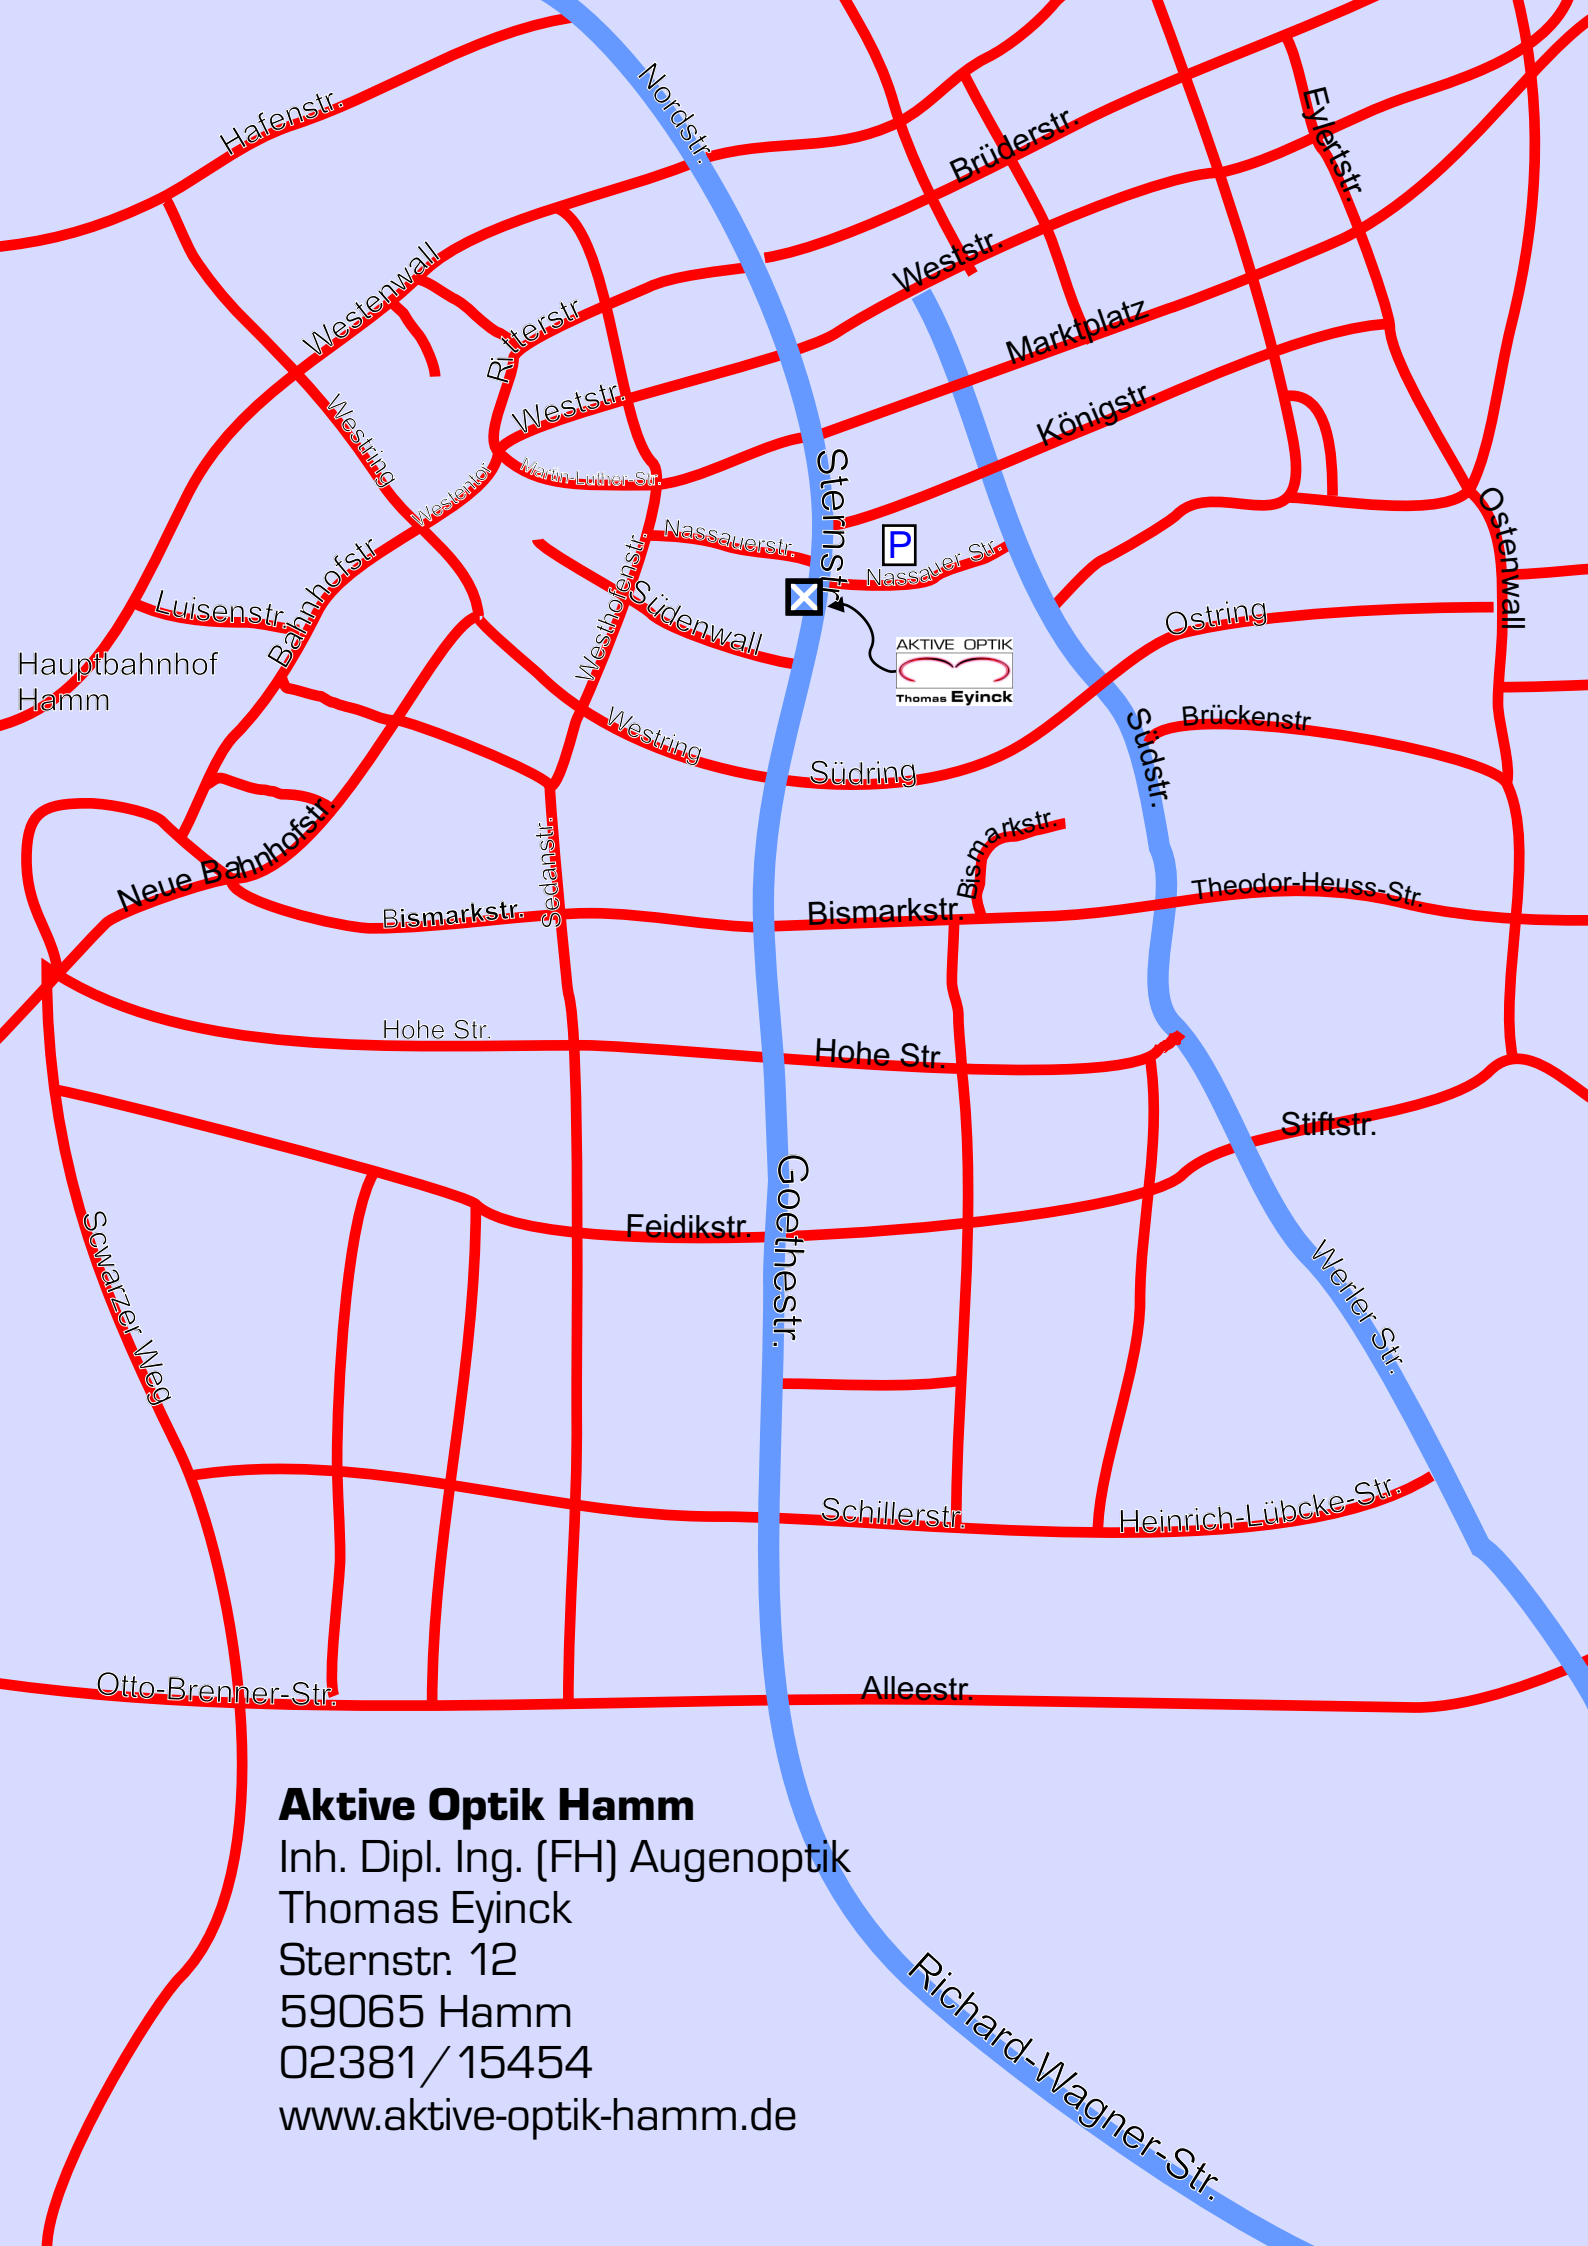 Nordstr.
Hafenstr.
Eylertstr.
Brüderstr.
Westenwall
Weststr.
Ritterstr
Marktplatz
Weststr.
Königstr.
Westring
Martin-Luther-Str.
Westentor
Sternstr.
Ostenwall
Nassauerstr.
P
Nassauer Str.
Bahnhofstr
Westhofenstr.
Südenwall
Luisenstr.
Ostring
AKTIVE OPTIK
Thomas Eyinck
Hauptbahnhof
Hamm
Westring
Südstr.
Brückenstr
Südring
Neue Bahnhofstr.
Sedanstr.
Bismarkstr.
Bismarkstr.
Bismarkstr.
Theodor-Heuss-Str.
Hohe Str.
Hohe Str.
Stiftstr.
Goethestr.
Feidikstr.
Scwarzer Weg
Werler Str.
Schillerstr.
Heinrich-Lübcke-Str.
Otto-Brenner-Str.
Alleestr.
Aktive Optik Hamm
Inh. Dipl. Ing. (FH) Augenoptik
Thomas Eyinck
Sternstr. 12
59065 Hamm
02381/15454
www.aktive-optik-hamm.de
Richard-Wagner-Str.